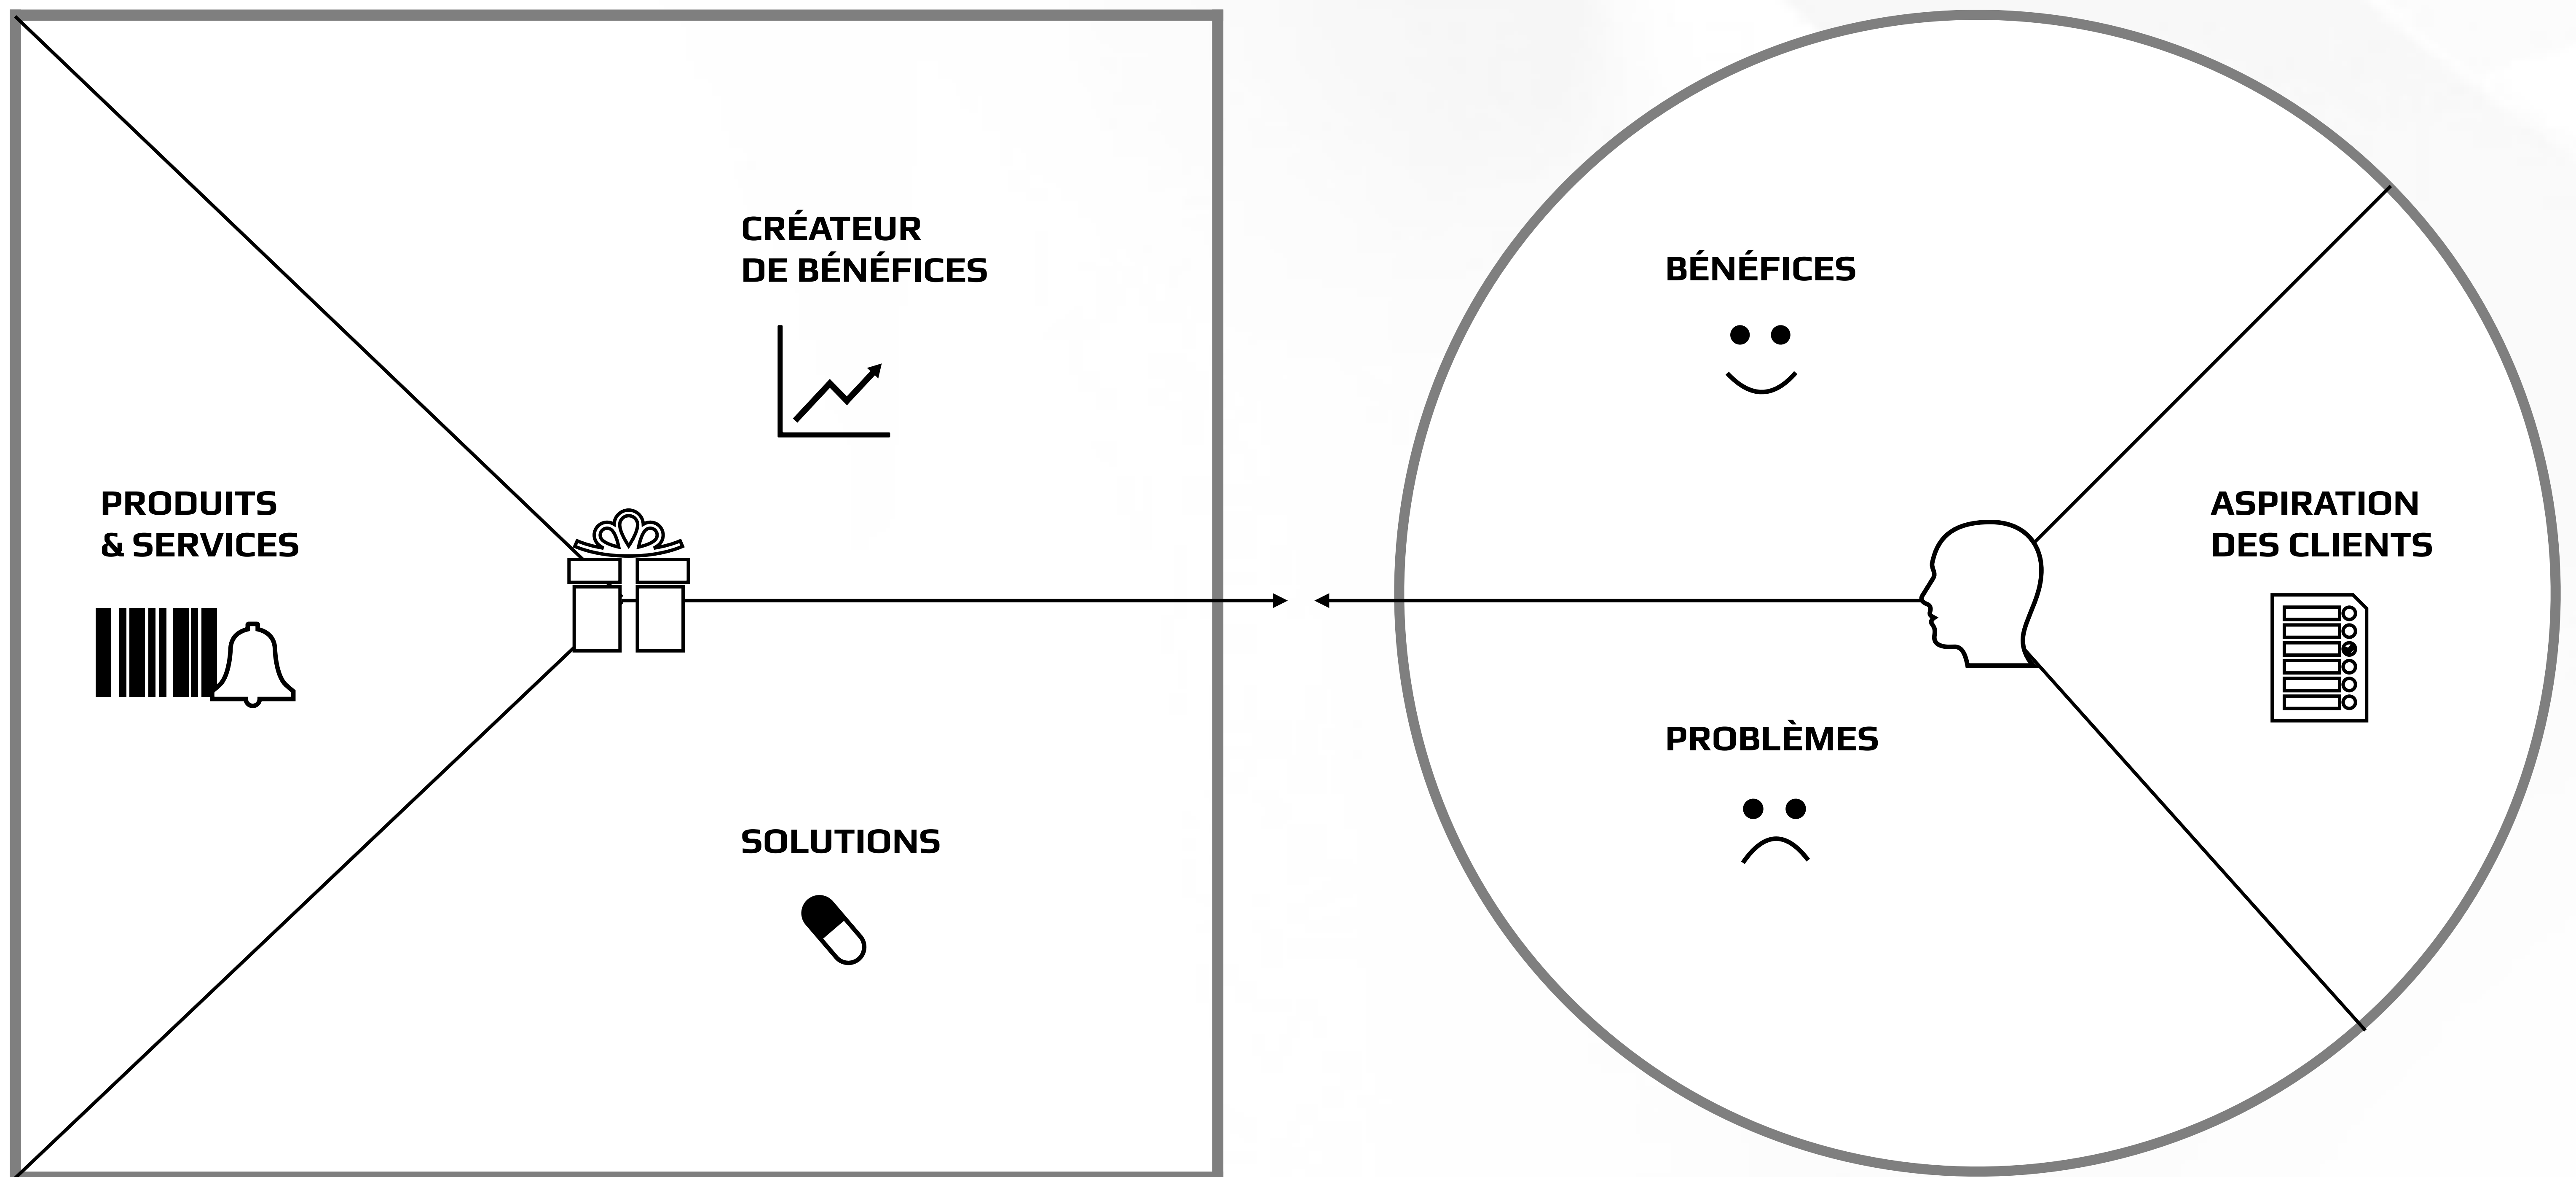 CRÉATEUR
DE BÉNÉFICES
PRODUITS
& SERVICES
SOLUTIONS
BÉNÉFICES
ASPIRATION
DES CLIENTS
PROBLÈMES